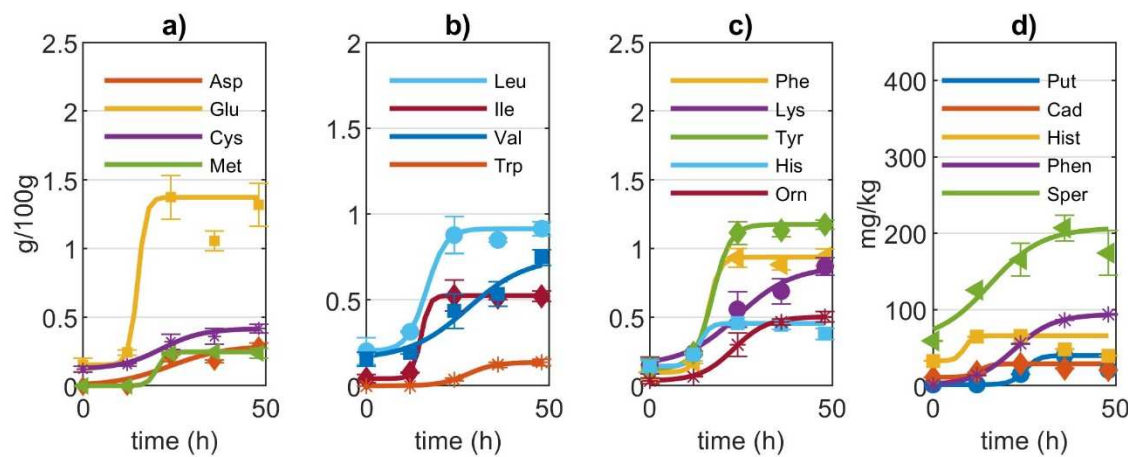 a)
2.5
2
1.5
1
0.5
0
g/100g
Asp
Glu
Cys
Met
0
50
time (h)
b)
2
1.5
1
0.5
0
Leu
Ile
Val
Trp
0
50
time (h)
c)
2.5
2
1.5
1
0.5
0
Phe
Lys
Tyr
His
Orn
0
50
time (h)
d)
400
300
200
100
0
mg/kg
Put
Cad
Hist
Phen
Sper
0
50
time (h)